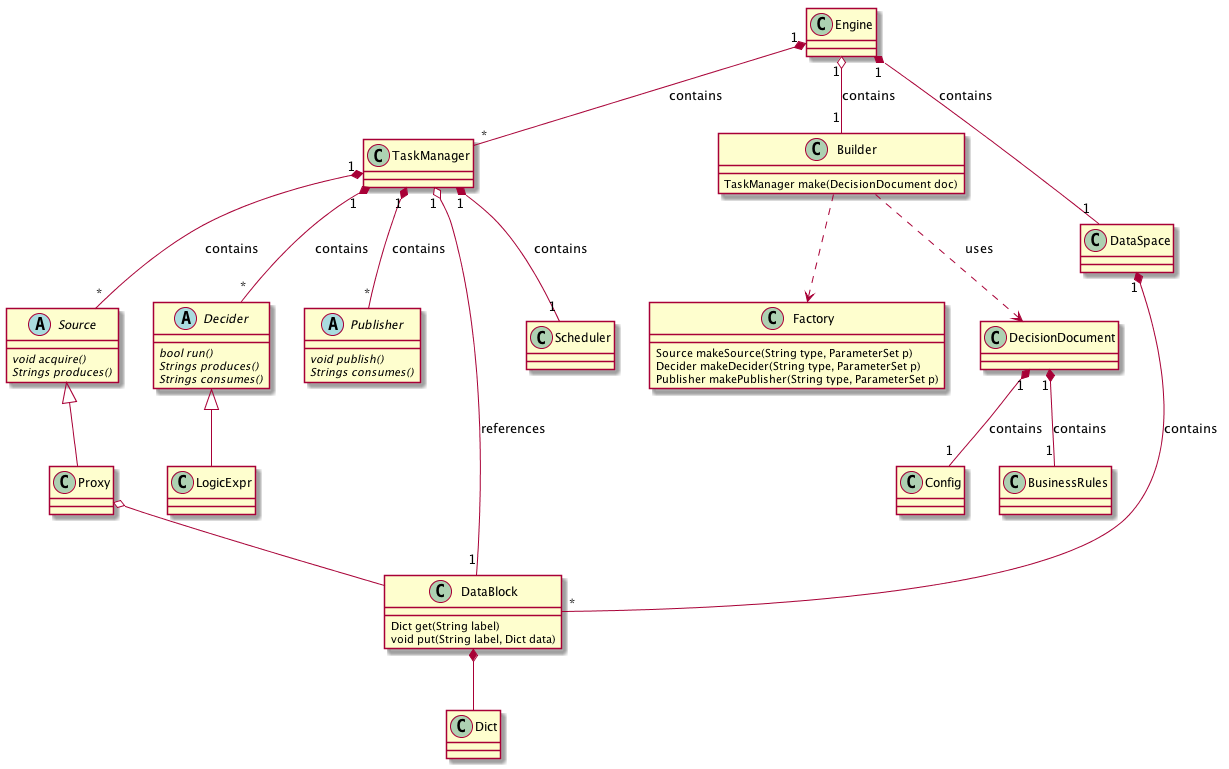 C Engine
1
1
1
contains
contains
contains
*
1
1
C TaskManager
C Builder
TaskManager make(DecisionDocument doc)
C DataSpace
1
1
1
1
1
1
contains
contains
contains
contains
uses
*
*
*
1
A Source
void acquire()
Strings produces()
A Decider
bool run()
Strings produces()
Strings consumes()
A Publisher
void publish()
Strings consumes()
C Scheduler
C Factory
Source makeSource(String type, ParameterSet p)
Decider makeDecider(String type, ParameterSet p)
Publisher makePublisher(String type, ParameterSet p)
C DecisionDocument
1
1
references
contains
contains
contains
1
1
C Proxy
C LogicExpr
C Config
C BusinessRules
1
*
C DataBlock
Dict get(String label)
void put(String label, Dict data)
C Dict